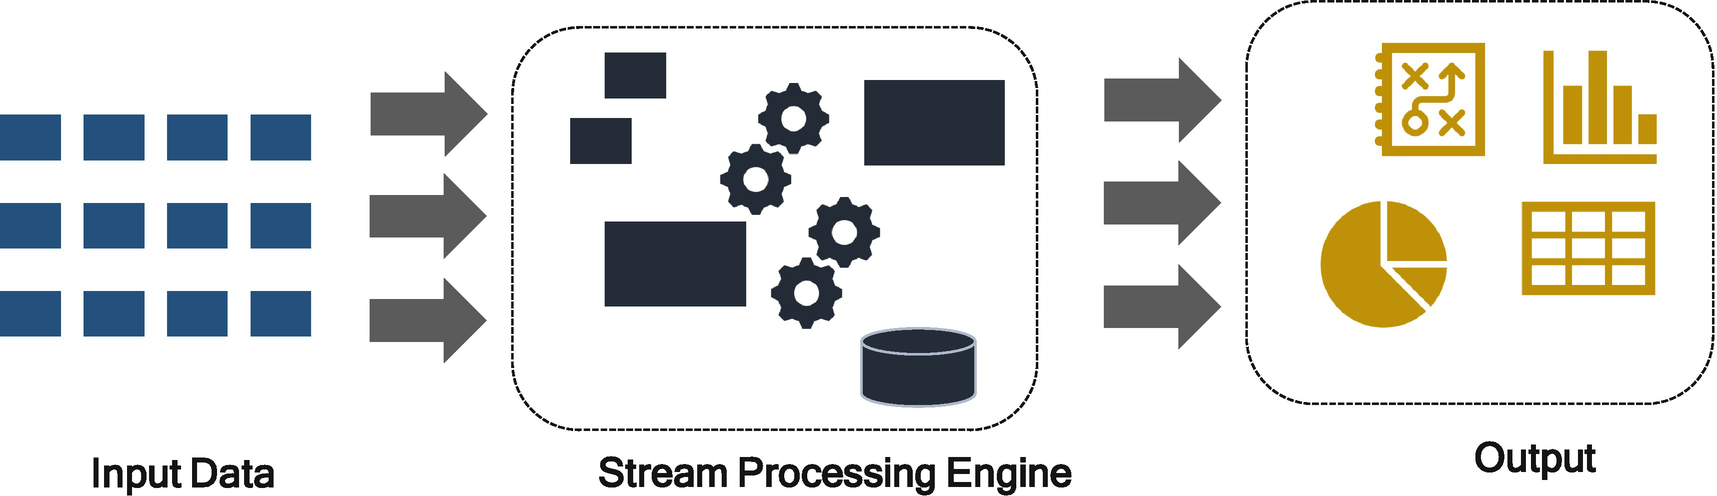 Input Data
Stream Processing Engine
Output